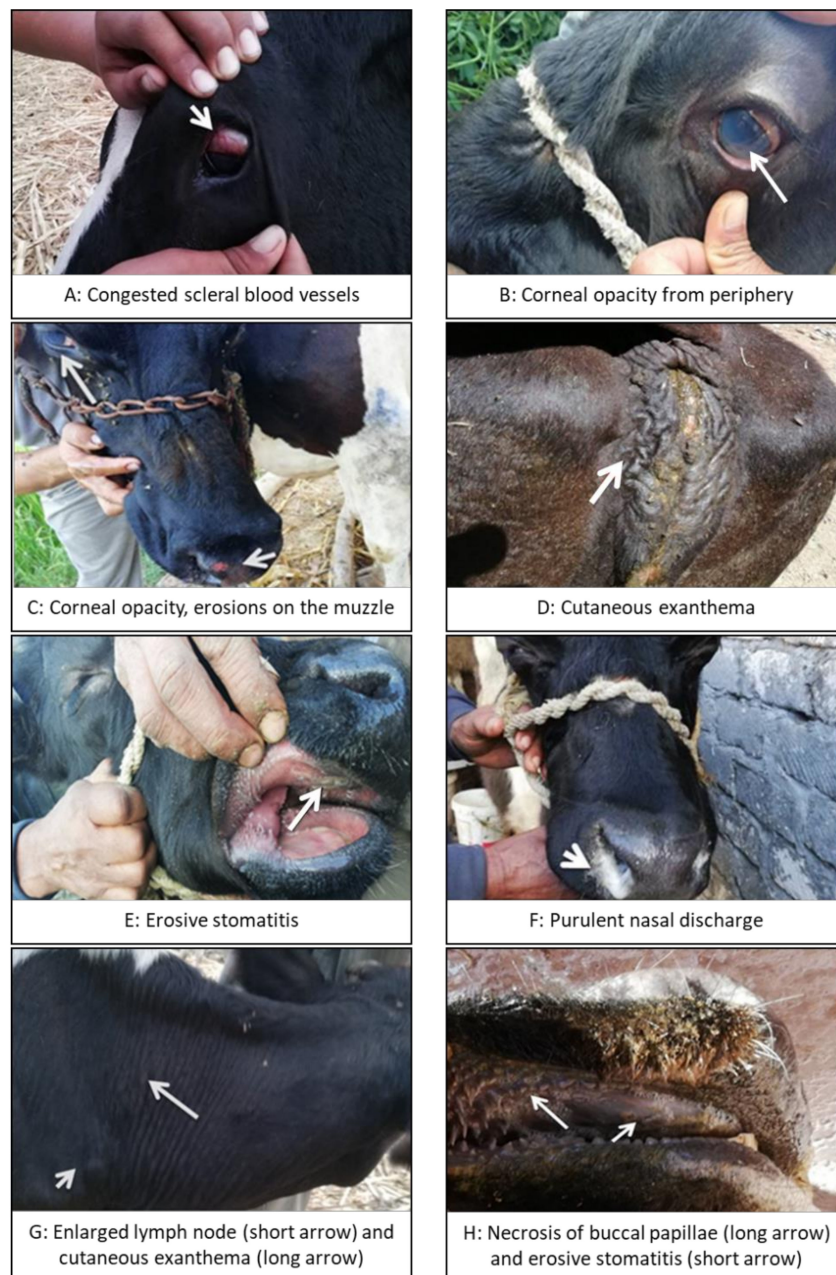 A: Congested scleral blood vessels
B: Corneal opacity from periphery
C: Corneal opacity, erosions on the muzzle
D: Cutaneous exanthema
E: Erosive stomatitis
F: Purulent nasal discharge
G: Enlarged lymph node (short arrow) and
cutaneous exanthema (long arrow)
H: Necrosis of buccal papillae (long arrow)
and erosive stomatitis (short arrow)